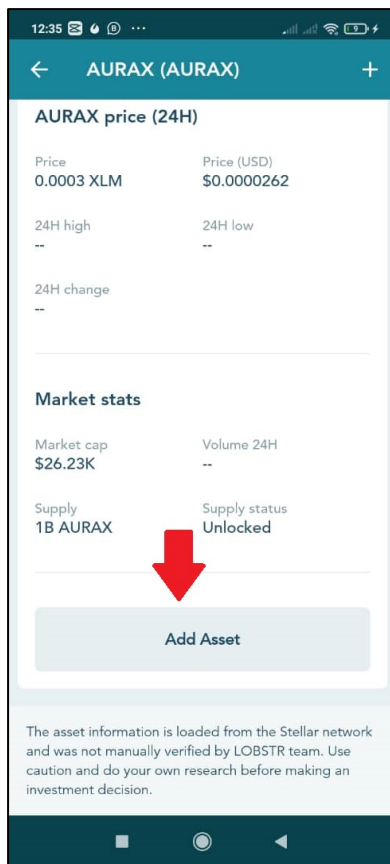 12:35
9
AURAX (AURAX)
AURAX price (24H)
Price Price (USD)
0.0003 XLM $0.0000262
24H high 24H low
-- --
24H change
--
Market stats
Market cap Volume 24H
$26.23K --
Supply Supply status
1B AURAX Unlocked
Add Asset
The asset information is loaded from the Stellar network
and was not manually verified by LOBSTR team. Use
caution and do your own research before making an
investment decision.